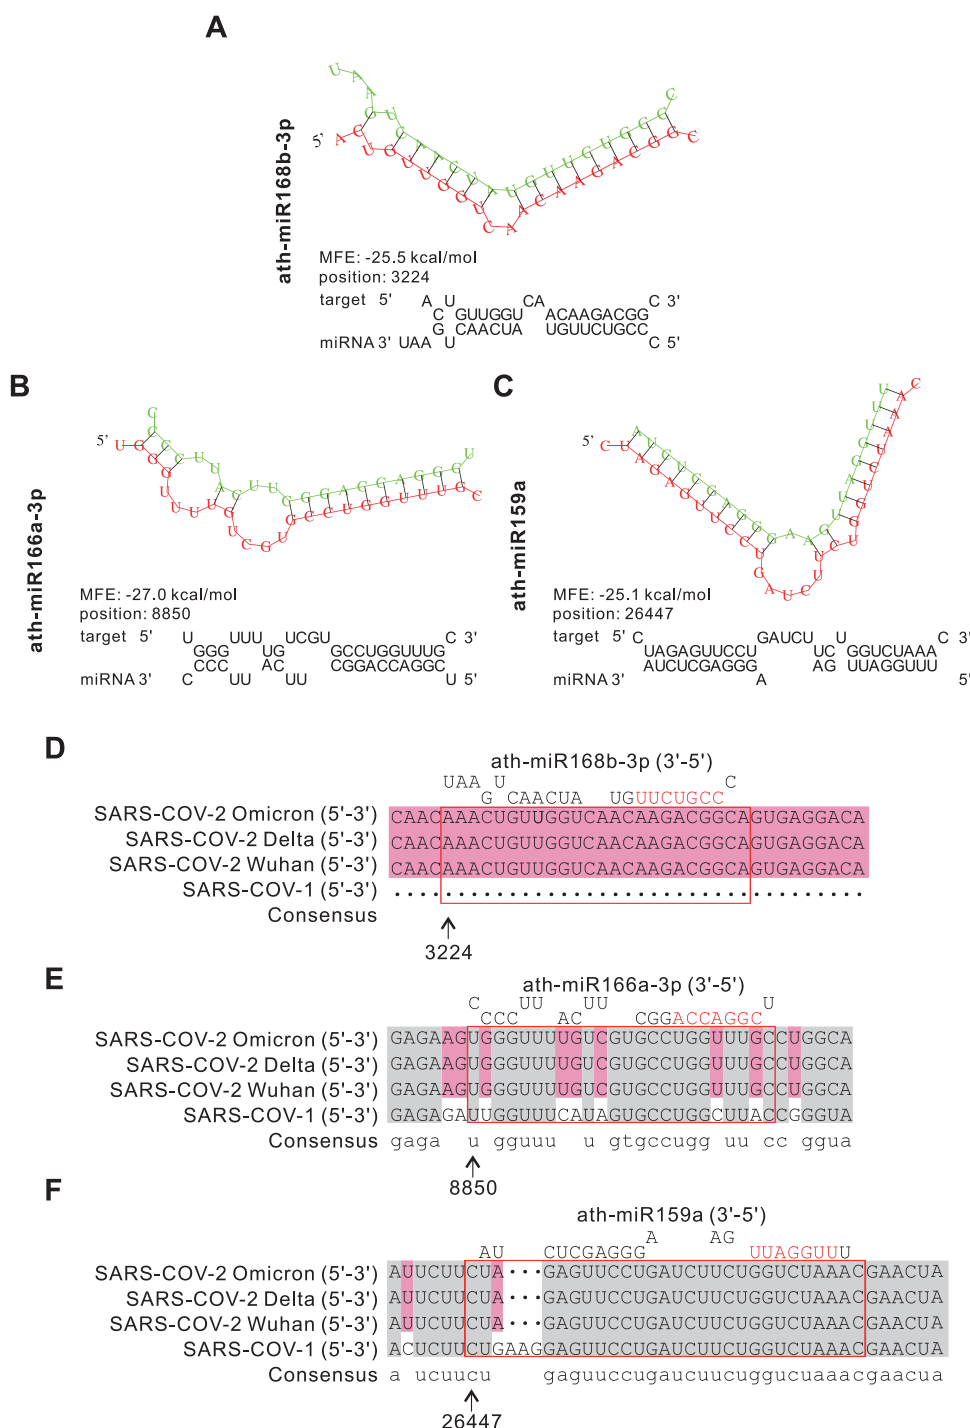 A
ath-miR168b-3p
5'
MFE: -25.5 kcal/mol
position: 3224
target 5' A U CA C 3'
C GUUGGU ACAAGACGG
G CAACUA UGUUCUGCC
miRNA 3' UAA U C 5'
B
ath-miR166a-3p
5'
MFE: -27.0 kcal/mol
position: 8850
target 5' U UUU UCGU C 3'
GGG UG GCCUGGUUUG
CCC AC CGGACCAGGC
miRNA 3' C UU UU U 5'
C
ath-miR159a
5'
MFE: -25.1 kcal/mol
position: 26447
target 5' C GAUCU U C 3'
UAGAGUUCCU UC GGUCUAAA
AUCUCGAGGG AG UUAGGUUU
miRNA 3' A 5'
D
ath-miR168b-3p (3'-5')
UAA U C
G CAACUA UGUUCUGCC
SARS-COV-2 Omicron (5'-3') CAACAAACUGUUGGUCAACAAGACGGCAGUGAGGACA
SARS-COV-2 Delta (5'-3') CAACAAACUGUUGGUCAACAAGACGGCAGUGAGGACA
SARS-COV-2 Wuhan (5'-3') CAACAAACUGUUGGUCAACAAGACGGCAGUGAGGACA
SARS-COV-1 (5'-3') .....................................
Consensus
3224
E
ath-miR166a-3p (3'-5')
C UU UU U
CCC AC CGGACCAGGC
SARS-COV-2 Omicron (5'-3') GAGAAGUGGGUUUUGUCGUGCCUGGUUUGCCUGGCA
SARS-COV-2 Delta (5'-3') GAGAAGUGGGUUUUGUCGUGCCUGGUUUGCCUGGCA
SARS-COV-2 Wuhan (5'-3') GAGAAGUGGGUUUUGUCGUGCCUGGUUUGCCUGGCA
SARS-COV-1 (5'-3') GAGAGAUUGGUUUCAUAGUGCCUGGCUUACCGGGUA
Consensus gaga u gguuu u gtgccugg uu cc ggua
8850
F
ath-miR159a (3'-5')
A AG
AU CUCGAGGG UUAGGUUU
SARS-COV-2 Omicron (5'-3') AUUCUUCUA···GAGUUCCUGAUCUUCUGGUCUAAACGAACUA
SARS-COV-2 Delta (5'-3') AUUCUUCUA···GAGUUCCUGAUCUUCUGGUCUAAACGAACUA
SARS-COV-2 Wuhan (5'-3') AUUCUUCUA···GAGUUCCUGAUCUUCUGGUCUAAACGAACUA
SARS-COV-1 (5'-3') ACUCUUCUGAAGGAGUUCCUGAUCUUCUGGUCUAAACGAACUA
Consensus a ucuucu gaguuccugaucuucuggucuaaacgaacua
26447